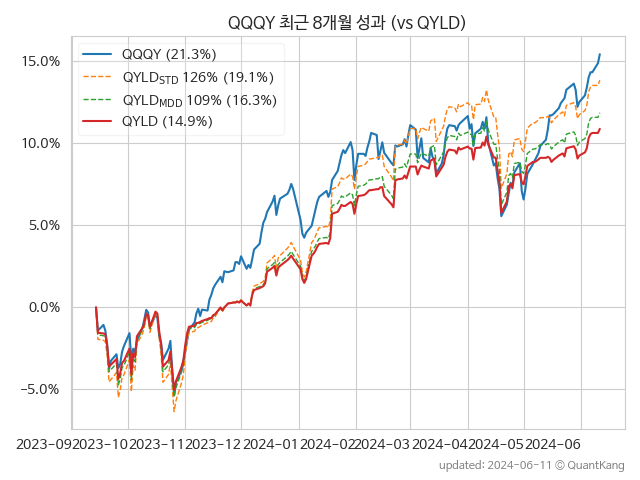 QQQY 최근 8개월 성과 (vs QYLD)
QQQY (21.3%)
QYLD_STD 126% (19.1%)
QYLD_MDD 109% (16.3%)
QYLD (14.9%)
15.0%
10.0%
5.0%
0.0%
−5.0%
2023-09 2023-10 2023-11 2023-12 2024-01 2024-02 2024-03 2024-04 2024-05 2024-06
updated: 2024-06-11 © QuantKang